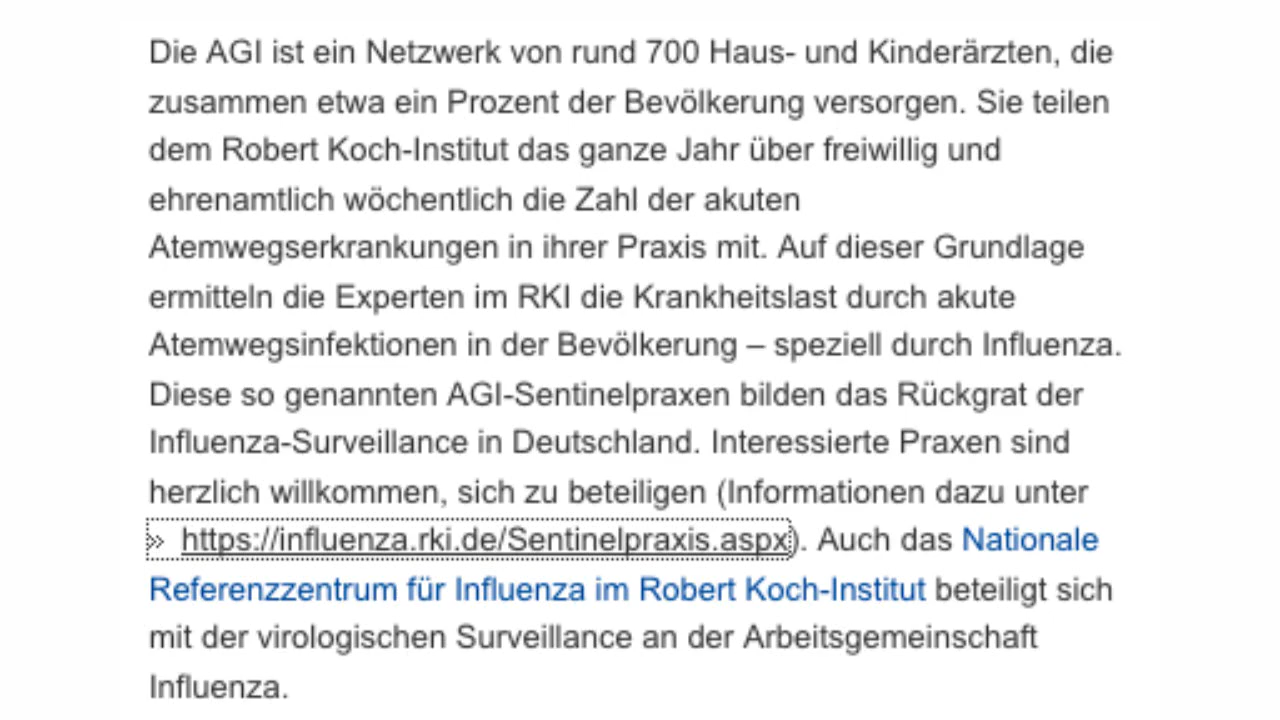 Die AGI ist ein Netzwerk von rund 700 Haus- und Kinderärzten, die
zusammen etwa ein Prozent der Bevölkerung versorgen. Sie teilen
dem Robert Koch-Institut das ganze Jahr über freiwillig und
ehrenamtlich wöchentlich die Zahl der akuten
Atemwegserkrankungen in ihrer Praxis mit. Auf dieser Grundlage
ermitteln die Experten im RKI die Krankheitslast durch akute
Atemwegsinfektionen in der Bevölkerung – speziell durch Influenza.
Diese so genannten AGI-Sentinelpraxen bilden das Rückgrat der
Influenza-Surveillance in Deutschland. Interessierte Praxen sind
herzlich willkommen, sich zu beteiligen (Informationen dazu unter
» https://influenza.rki.de/Sentinelpraxis.aspx). Auch das Nationale
Referenzzentrum für Influenza im Robert Koch-Institut beteiligt sich
mit der virologischen Surveillance an der Arbeitsgemeinschaft
Influenza.